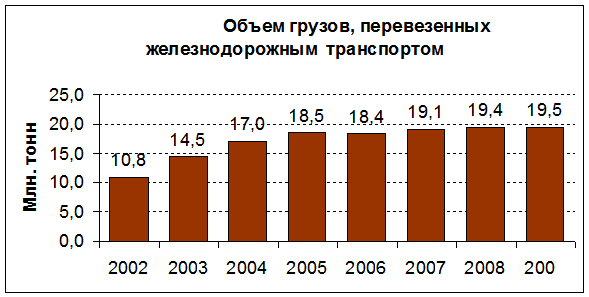 Объем грузов, перевезенных
железнодорожным транспортом
Млн. тонн
25,0
20,0
15,0
10,0
5,0
0,0
10,8 14,5 17,0 18,5 18,4 19,1 19,4 19,5
2002 2003 2004 2005 2006 2007 2008 200